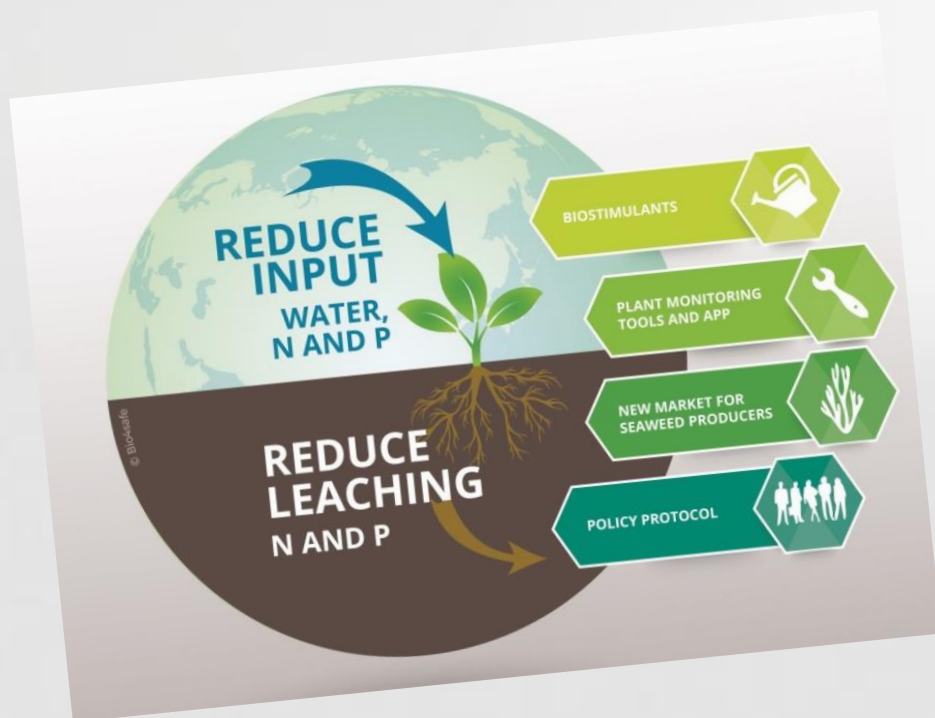 REDUCE
INPUT
WATER,
N AND P
REDUCE
LEACHING
N AND P
BIOSTIMULANTS
PLANT MONITORING
TOOLS AND APP
NEW MARKET FOR
SEAWEED PRODUCERS
POLICY PROTOCOL
© Bio4safe